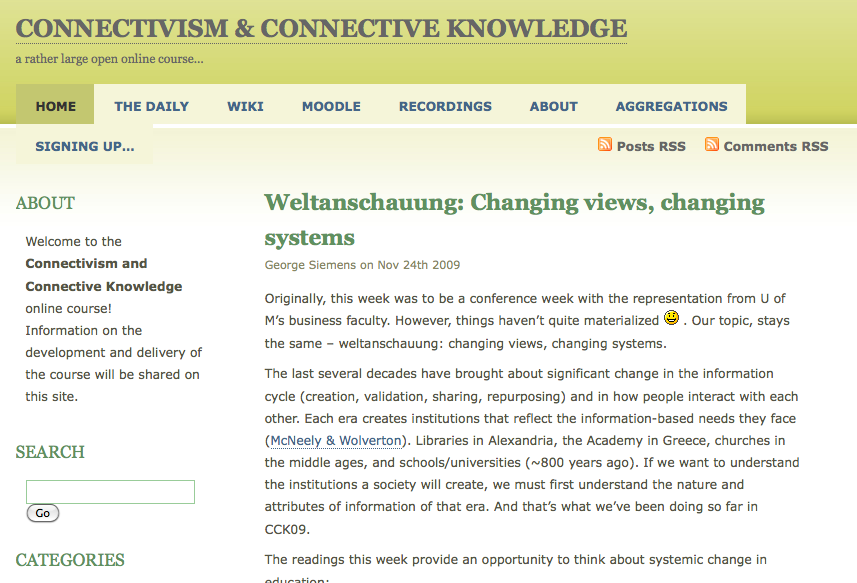 CONNECTIVISM & CONNECTIVE KNOWLEDGE
a rather large open online course...
HOME THE DAILY WIKI MOODLE RECORDINGS ABOUT AGGREGATIONS
SIGNING UP... Posts RSS Comments RSS
ABOUT
Welcome to the
Connectivism and
Connective Knowledge
online course!
Information on the
development and delivery of
the course will be shared on
this site.
SEARCH
Go
CATEGORIES
Weltanschauung: Changing views, changing
systems
George Siemens on Nov 24th 2009
Originally, this week was to be a conference week with the representation from U of
M’s business faculty. However, things haven’t quite materialized . Our topic, stays
the same – weltanschauung: changing views, changing systems.
The last several decades have brought about significant change in the information
cycle (creation, validation, sharing, repurposing) and in how people interact with each
other. Each era creates institutions that reflect the information-based needs they face
(McNeely & Wolverton). Libraries in Alexandria, the Academy in Greece, churches in
the middle ages, and schools/universities (~800 years ago). If we want to understand
the institutions a society will create, we must first understand the nature and
attributes of information of that era. And that’s what we’ve been doing so far in
CCK09.
The readings this week provide an opportunity to think about systemic change in
education: